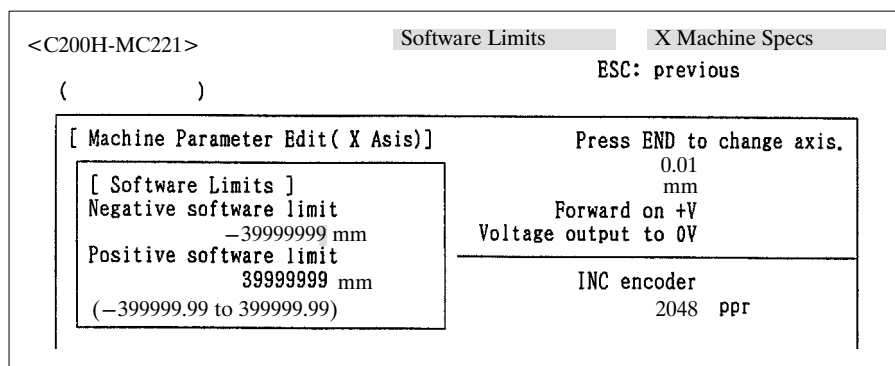 <C200H-MC221> Software Limits X Machine Specs
ESC: previous
( )
[ Machine Parameter Edit( X Asis)] Press END to change axis.
[ Software Limits ]
Negative software limit
−39999999 mm
Positive software limit
39999999 mm
(−399999.99 to 399999.99)
0.01
mm
Forward on +V
Voltage output to 0V
INC encoder
2048 ppr